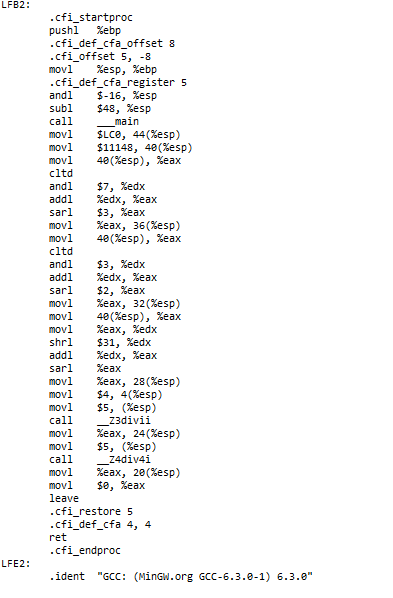 LFB2:
.cfi_startproc
pushl %ebp
.cfi_def_cfa_offset 8
.cfi_offset 5, -8
movl %esp, %ebp
.cfi_def_cfa_register 5
andl $-16, %esp
subl $48, %esp
call ___main
movl $LC0, 44(%esp)
movl $11148, 40(%esp)
movl 40(%esp), %eax
cltd
andl $7, %edx
addl %edx, %eax
sarl $3, %eax
movl %eax, 36(%esp)
movl 40(%esp), %eax
cltd
andl $3, %edx
addl %edx, %eax
sarl $2, %eax
movl %eax, 32(%esp)
movl 40(%esp), %eax
movl %eax, %edx
shrl $31, %edx
addl %edx, %eax
sarl %eax
movl %eax, 28(%esp)
movl $4, 4(%esp)
movl $5, (%esp)
call __Z3divii
movl %eax, 24(%esp)
movl $5, (%esp)
call __Z4div4i
movl %eax, 20(%esp)
movl $0, %eax
leave
.cfi_restore 5
.cfi_def_cfa 4, 4
ret
.cfi_endproc
LFE2:
.ident "GCC: (MinGW.org GCC-6.3.0-1) 6.3.0"